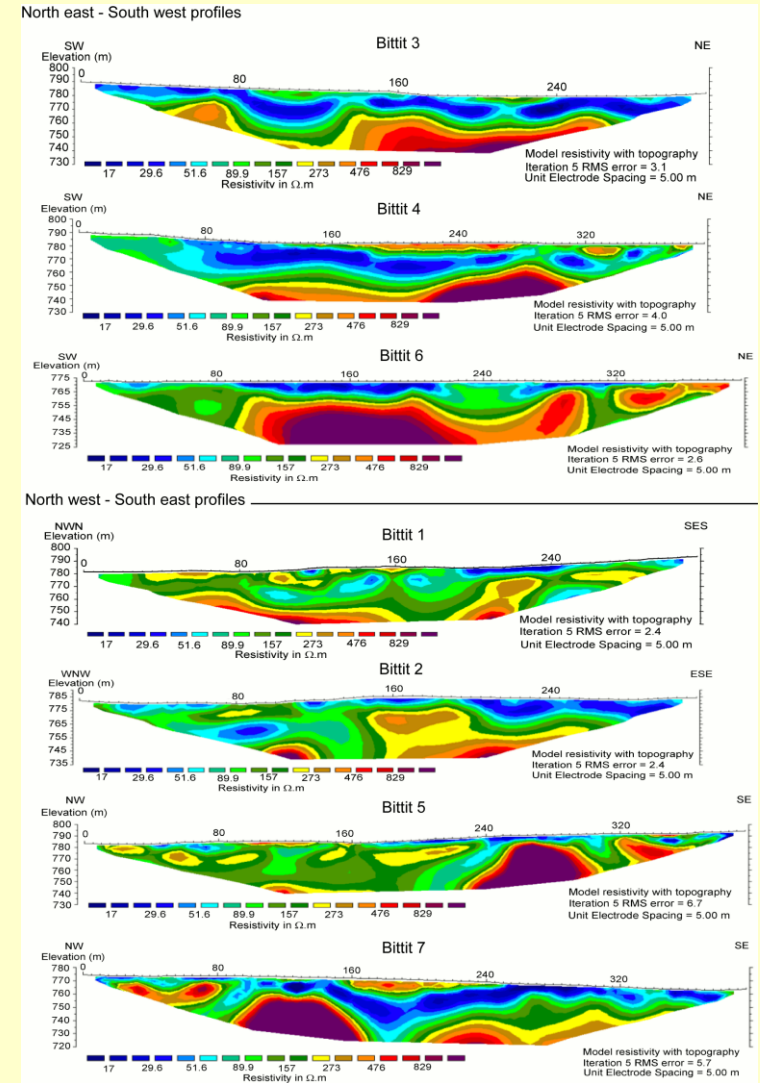 North east - South west profiles
Bittit 3
SW
NE
Elevation (m)
800
790
780
770
760
750
740
730
0
80
160
240
Model resistivity with topography
Iteration 5 RMS error = 3.1
Unit Electrode Spacing = 5.00 m
17 29.6 51.6 89.9 157 273 476 829
Resistivity in Ω.m
Bittit 4
SW
NE
Elevation (m)
800
790
780
770
760
750
740
730
0
80
160
240
320
Model resistivity with topography
Iteration 5 RMS error = 4.0
Unit Electrode Spacing = 5.00 m
17 29.6 51.6 89.9 157 273 476 829
Resistivity in Ω.m
Bittit 6
SW
NE
Elevation (m)
775
765
755
745
735
725
0
80
160
240
320
Model resistivity with topography
Iteration 5 RMS error = 2.6
Unit Electrode Spacing = 5.00 m
17 29.6 51.6 89.9 157 273 476 829
Resistivity in Ω.m
North west - South east profiles
Bittit 1
NWN
SES
Elevation (m)
800
790
780
770
760
750
740
0
80
160
240
Model resistivity with topography
Iteration 5 RMS error = 2.4
Unit Electrode Spacing = 5.00 m
17 29.6 51.6 89.9 157 273 476 829
Resistivity in Ω.m
Bittit 2
WNW
ESE
Elevation (m)
785
775
765
755
745
735
0
80
160
240
Model resistivity with topography
Iteration 5 RMS error = 2.4
Unit Electrode Spacing = 5.00 m
17 29.6 51.6 89.9 157 273 476 829
Resistivity in Ω.m
Bittit 5
NW
SE
Elevation (m)
800
790
780
770
760
750
740
730
0
80
160
240
320
Model resistivity with topography
Iteration 5 RMS error = 6.7
Unit Electrode Spacing = 5.00 m
17 29.6 51.6 89.9 157 273 476 829
Resistivity in Ω.m
Bittit 7
NW
SE
Elevation (m)
780
770
760
750
740
730
720
0
80
160
240
320
Model resistivity with topography
Iteration 5 RMS error = 5.7
Unit Electrode Spacing = 5.00 m
17 29.6 51.6 89.9 157 273 476 829
Resistivity in Ω.m